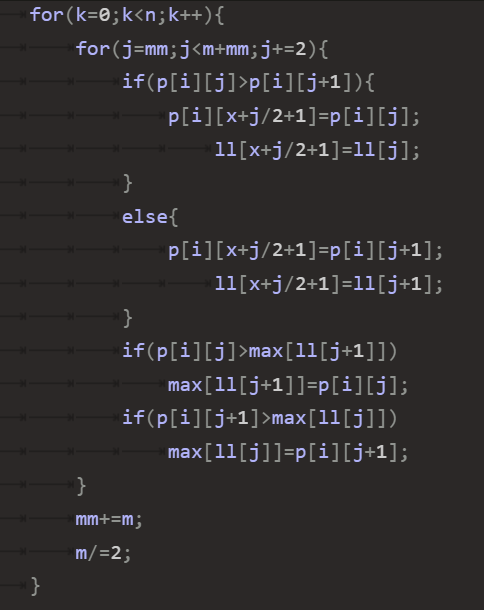 for(k=0;k<n;k++){
for(j=mm;j<m+mm;j+=2){
if(p[i][j]>p[i][j+1]){
p[i][x+j/2+1]=p[i][j];
ll[x+j/2+1]=ll[j];
}
else{
p[i][x+j/2+1]=p[i][j+1];
ll[x+j/2+1]=ll[j+1];
}
if(p[i][j]>max[ll[j+1]])
max[ll[j+1]]=p[i][j];
if(p[i][j+1]>max[ll[j]])
max[ll[j]]=p[i][j+1];
}
mm+=m;
m/=2;
}